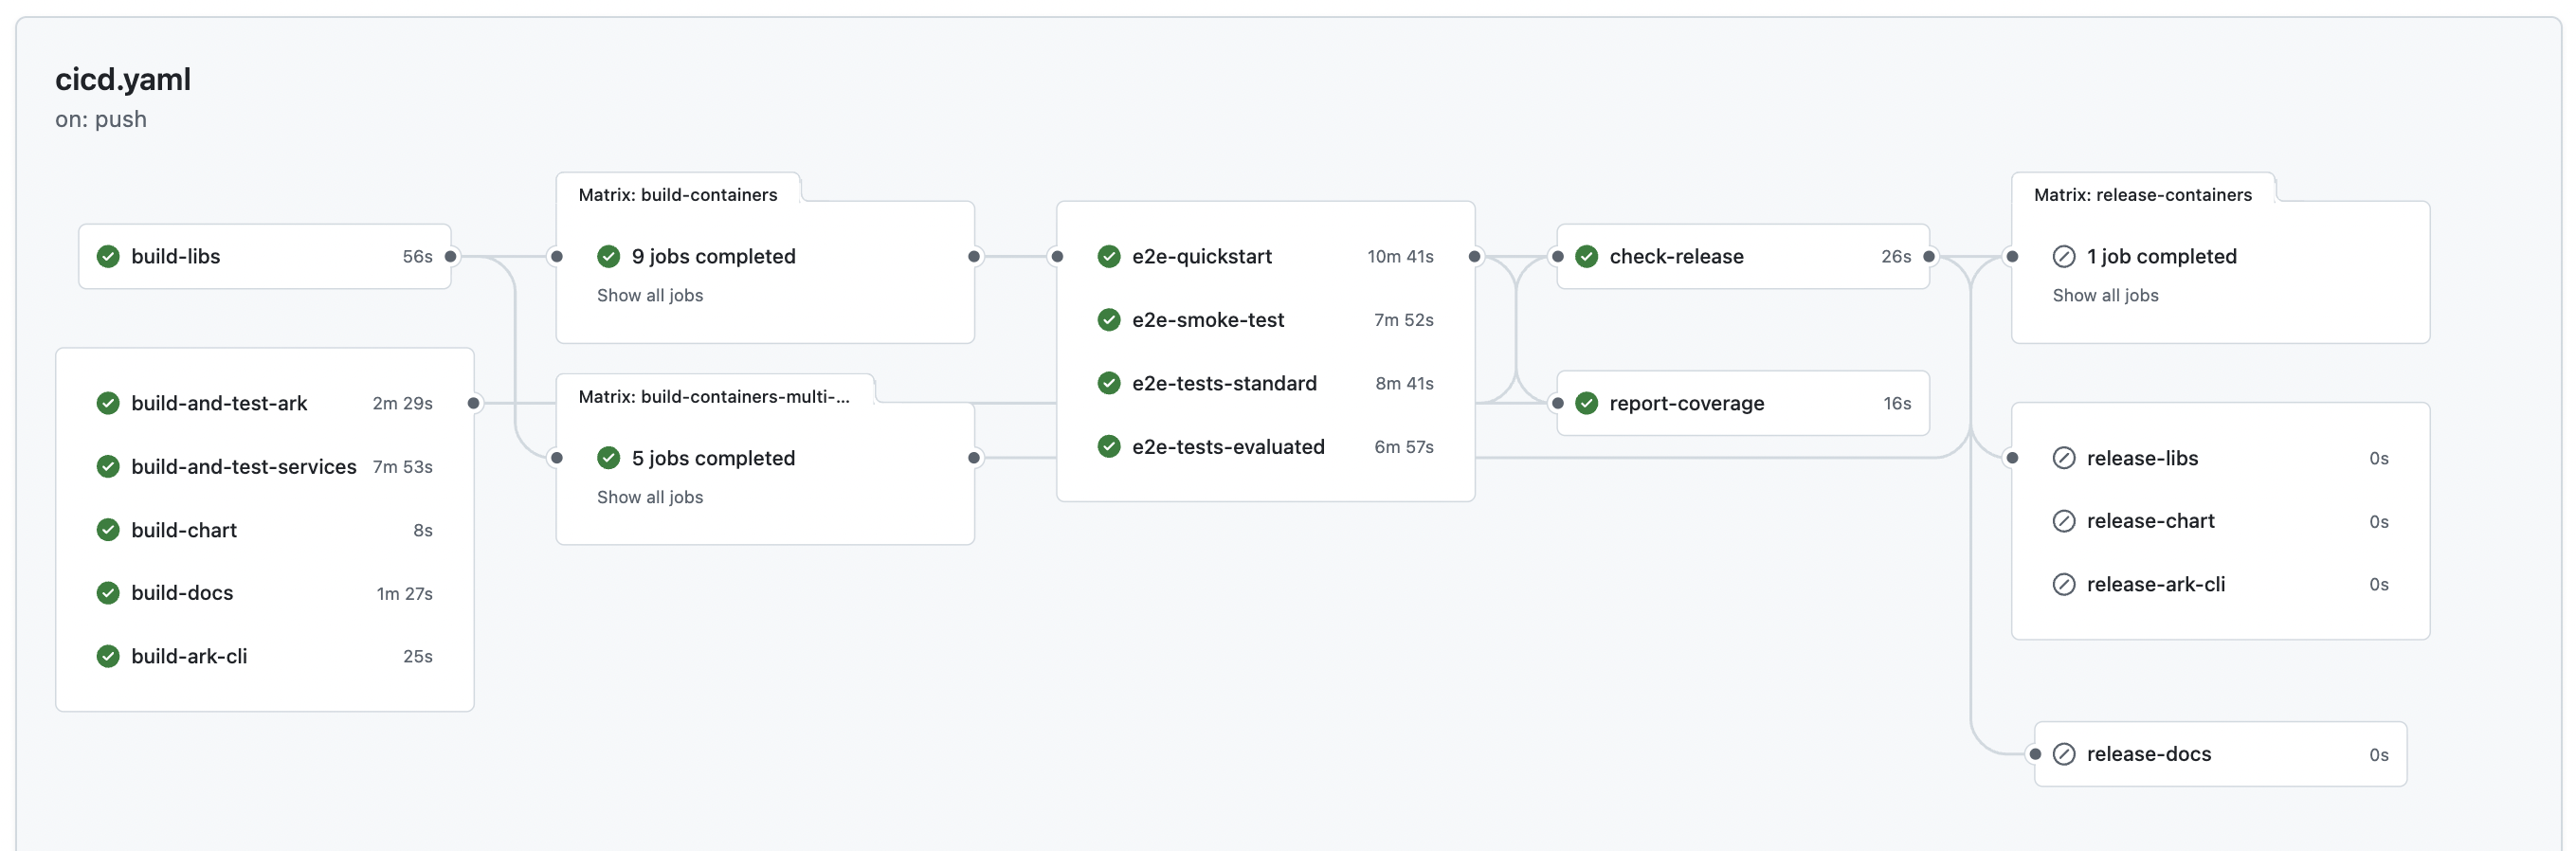 cicd.yaml
on: push
build-libs 56s
build-and-test-ark 2m 29s
build-and-test-services 7m 53s
build-chart 8s
build-docs 1m 27s
build-ark-cli 25s
Matrix: build-containers
9 jobs completed
Show all jobs
Matrix: build-containers-multi-...
5 jobs completed
Show all jobs
e2e-quickstart 10m 41s
e2e-smoke-test 7m 52s
e2e-tests-standard 8m 41s
e2e-tests-evaluated 6m 57s
check-release 26s
report-coverage 16s
Matrix: release-containers
1 job completed
Show all jobs
release-libs 0s
release-chart 0s
release-ark-cli 0s
release-docs 0s